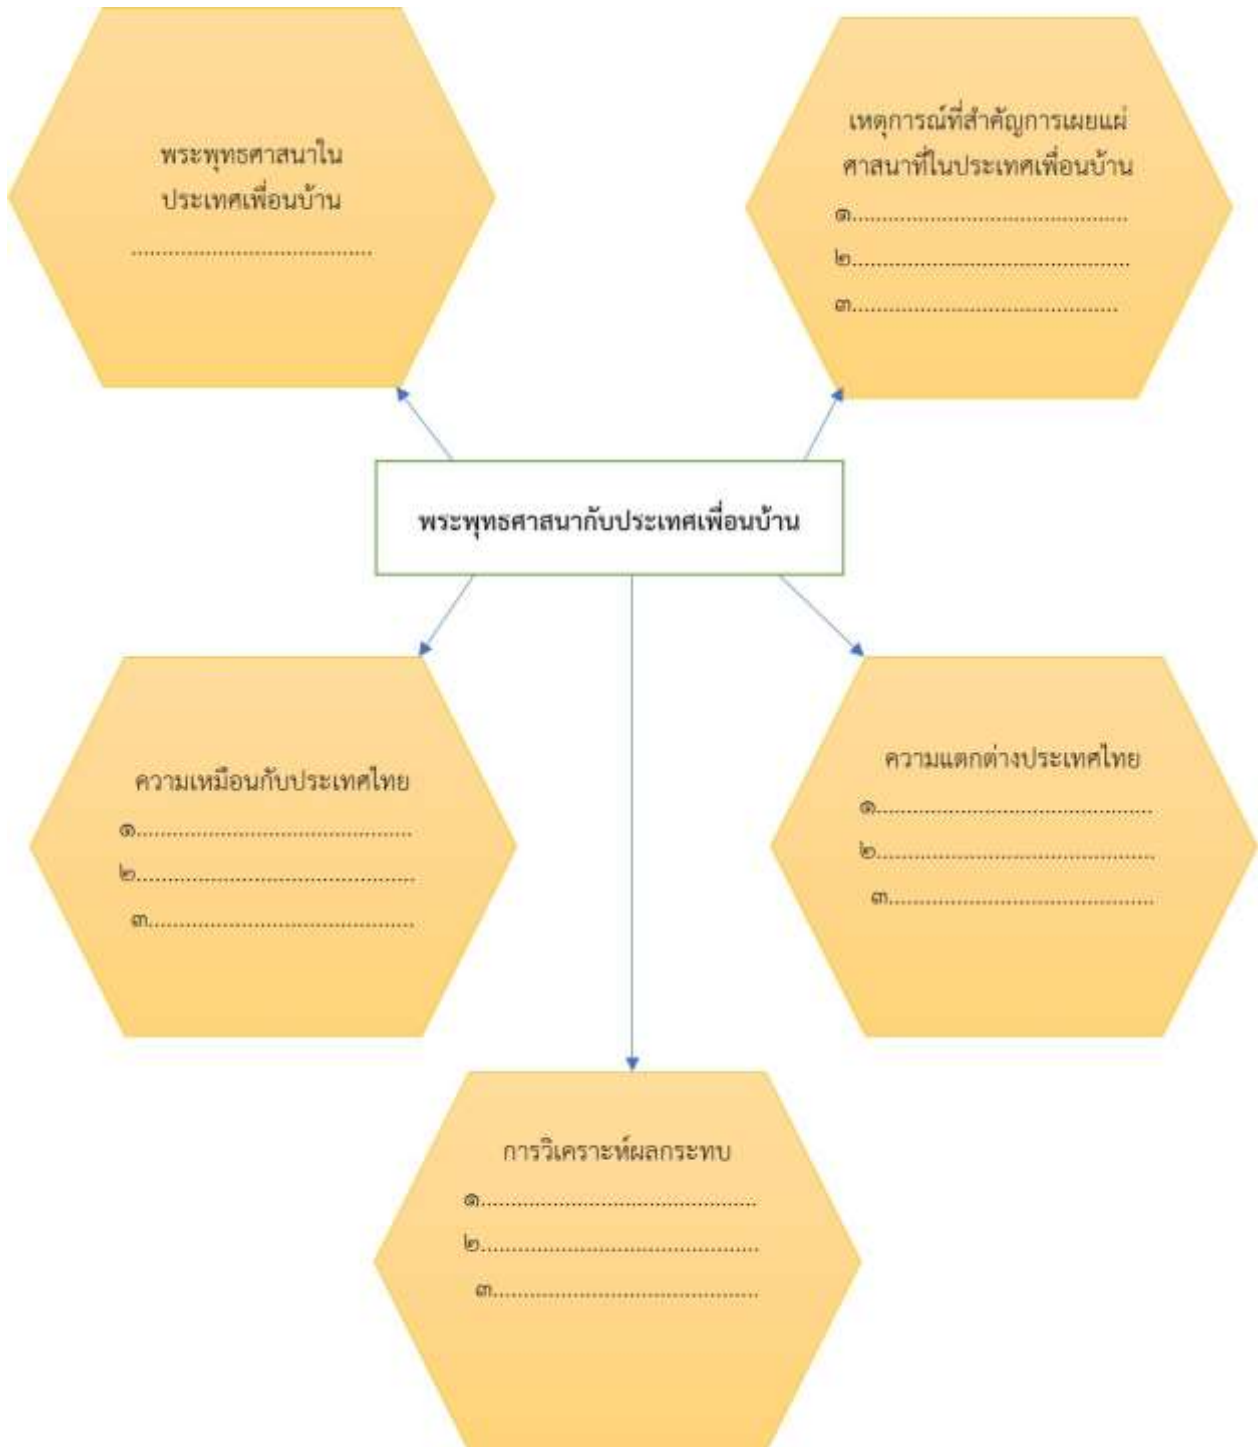 พระพุทธศาสนาใน
ประเทศเพื่อนบ้าน
........................................
เหตุการณ์ที่สำคัญการเผยแผ่
ศาสนาที่ในประเทศเพื่อนบ้าน
๑..............................................
๒..............................................
๓............................................
พระพุทธศาสนากับประเทศเพื่อนบ้าน
ความเหมือนกับประเทศไทย
๑..............................................
๒..............................................
๓............................................
ความแตกต่างประเทศไทย
๑..............................................
๒..............................................
๓............................................
การวิเคราะห์ผลกระทบ
๑..............................................
๒..............................................
๓............................................